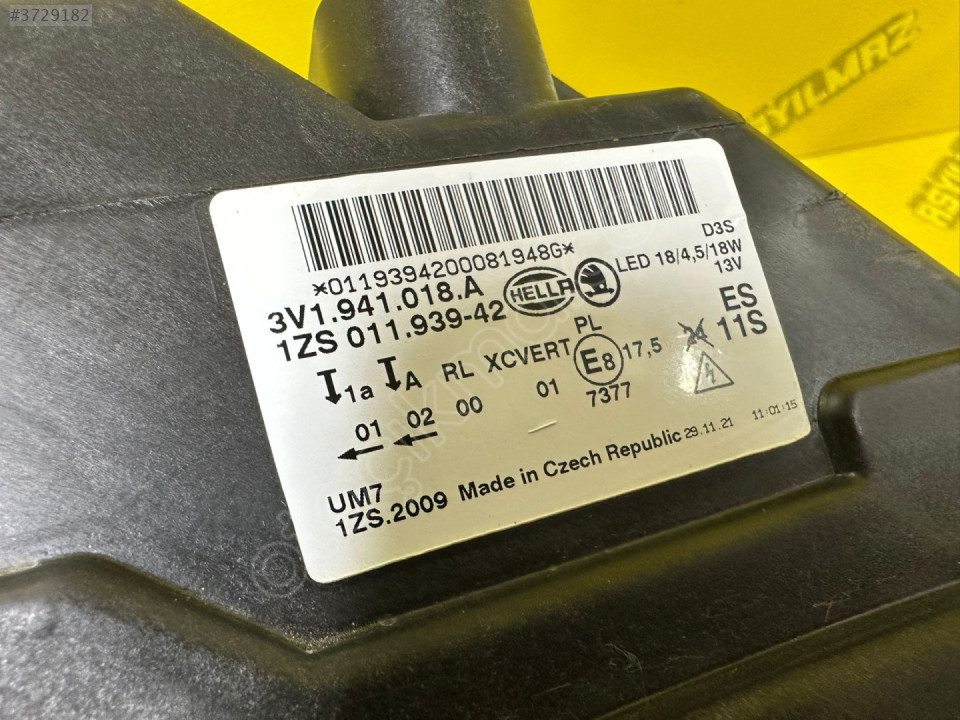 #3729182
ASYILMAZ
*0119394200081948G*
D3S
LED 18/4,5/18W
13V
3V1.941.018.A
1ZS 011.939-42
HELLA
ES
11S
PL
1a A RL XCVERT E8 17,5 24
01 02 00 01 7377
UM7
1ZS.2009 Made in Czech Republic 29.11.21 11:01:15